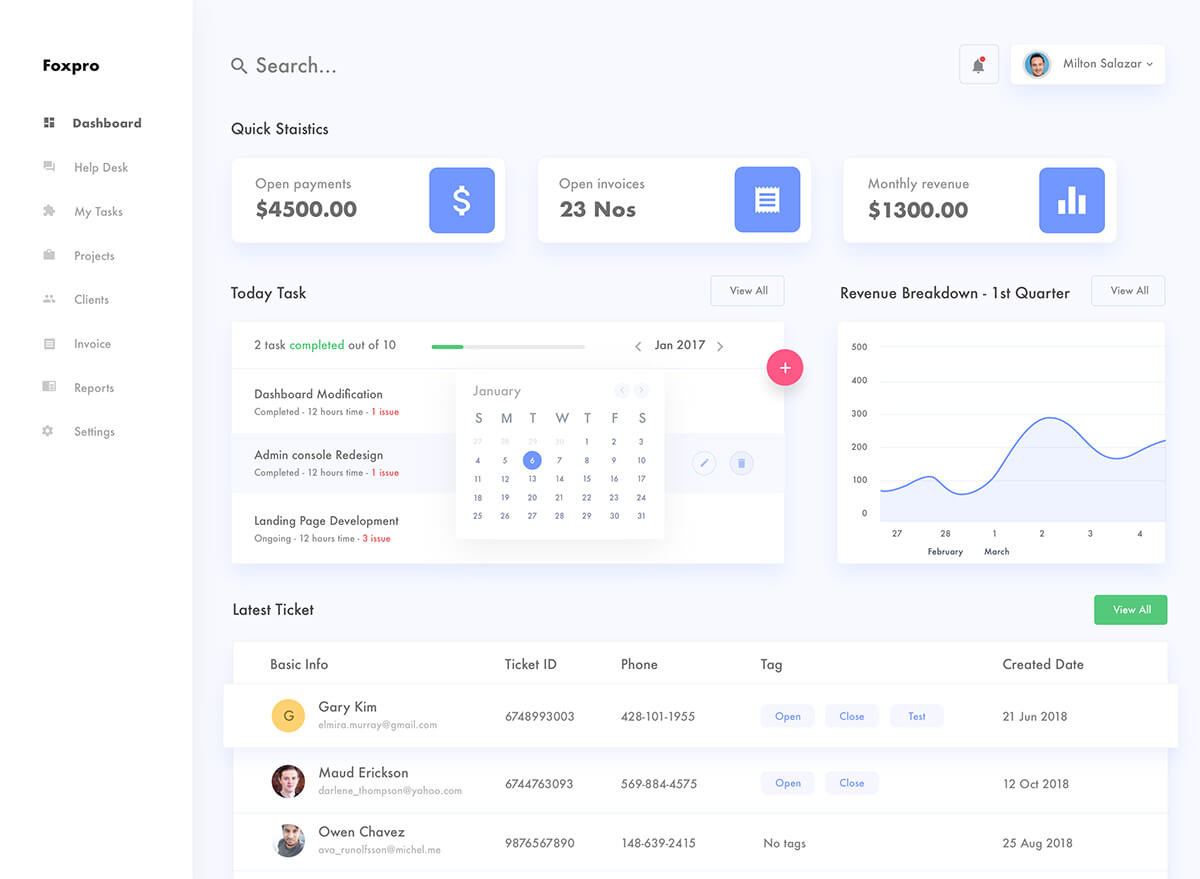 Foxpro
Dashboard
Help Desk
My Tasks
Projects
Clients
Invoice
Reports
Settings
Search...
Milton Salazar
Quick Staistics
Open payments
$4500.00
Open invoices
23 Nos
Monthly revenue
$1300.00
Today Task
View All
2 task completed out of 10
Jan 2017
+
Dashboard Modification
Completed - 12 hours time - 1 issue
Admin console Redesign
Completed - 12 hours time - 1 issue
Landing Page Development
Ongoing - 12 hours time - 3 issue
January
S M T W T F S
27 28 29 30 1 2 3
4 5 6 7 8 9 10
11 12 13 14 15 16 17
18 19 20 21 22 23 24
25 26 27 28 29 30 31
Revenue Breakdown - 1st Quarter
View All
500
400
300
200
100
0
27 28 1 2 3 4
February March
Latest Ticket
View All
Basic Info Ticket ID Phone Tag Created Date
G
Gary Kim
elmira.murray@gmail.com
6748993003 428-101-1955 Open Close Test 21 Jun 2018
Maud Erickson
darlene_thompson@yahoo.com
6744763093 569-884-4575 Open Close 12 Oct 2018
Owen Chavez
ava_runolfsson@michel.me
9876567890 148-639-2415 No tags 25 Aug 2018